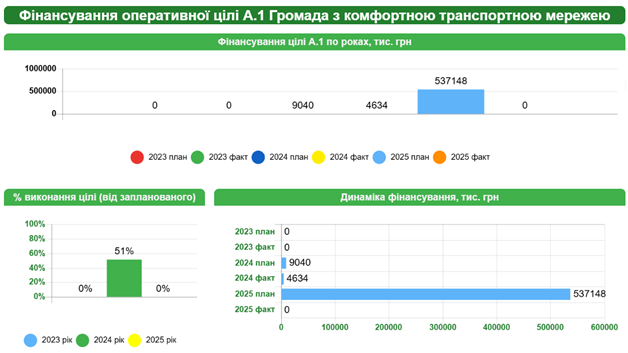 Фінансування оперативної цілі А.1 Громада з комфортною транспортною мережею
Фінансування цілі А.1 по роках, тис. грн
1000000
500000
0
0
0
9040
4634
537148
0
2023 план
2023 факт
2024 план
2024 факт
2025 план
2025 факт
% виконання цілі (від запланованого)
100%
80%
60%
40%
20%
0%
0%
51%
0%
2023 рік
2024 рік
2025 рік
Динаміка фінансування, тис. грн
2023 план 0
2023 факт 0
2024 план 9040
2024 факт 4634
2025 план 537148
2025 факт 0
0 100000 200000 300000 400000 500000 600000